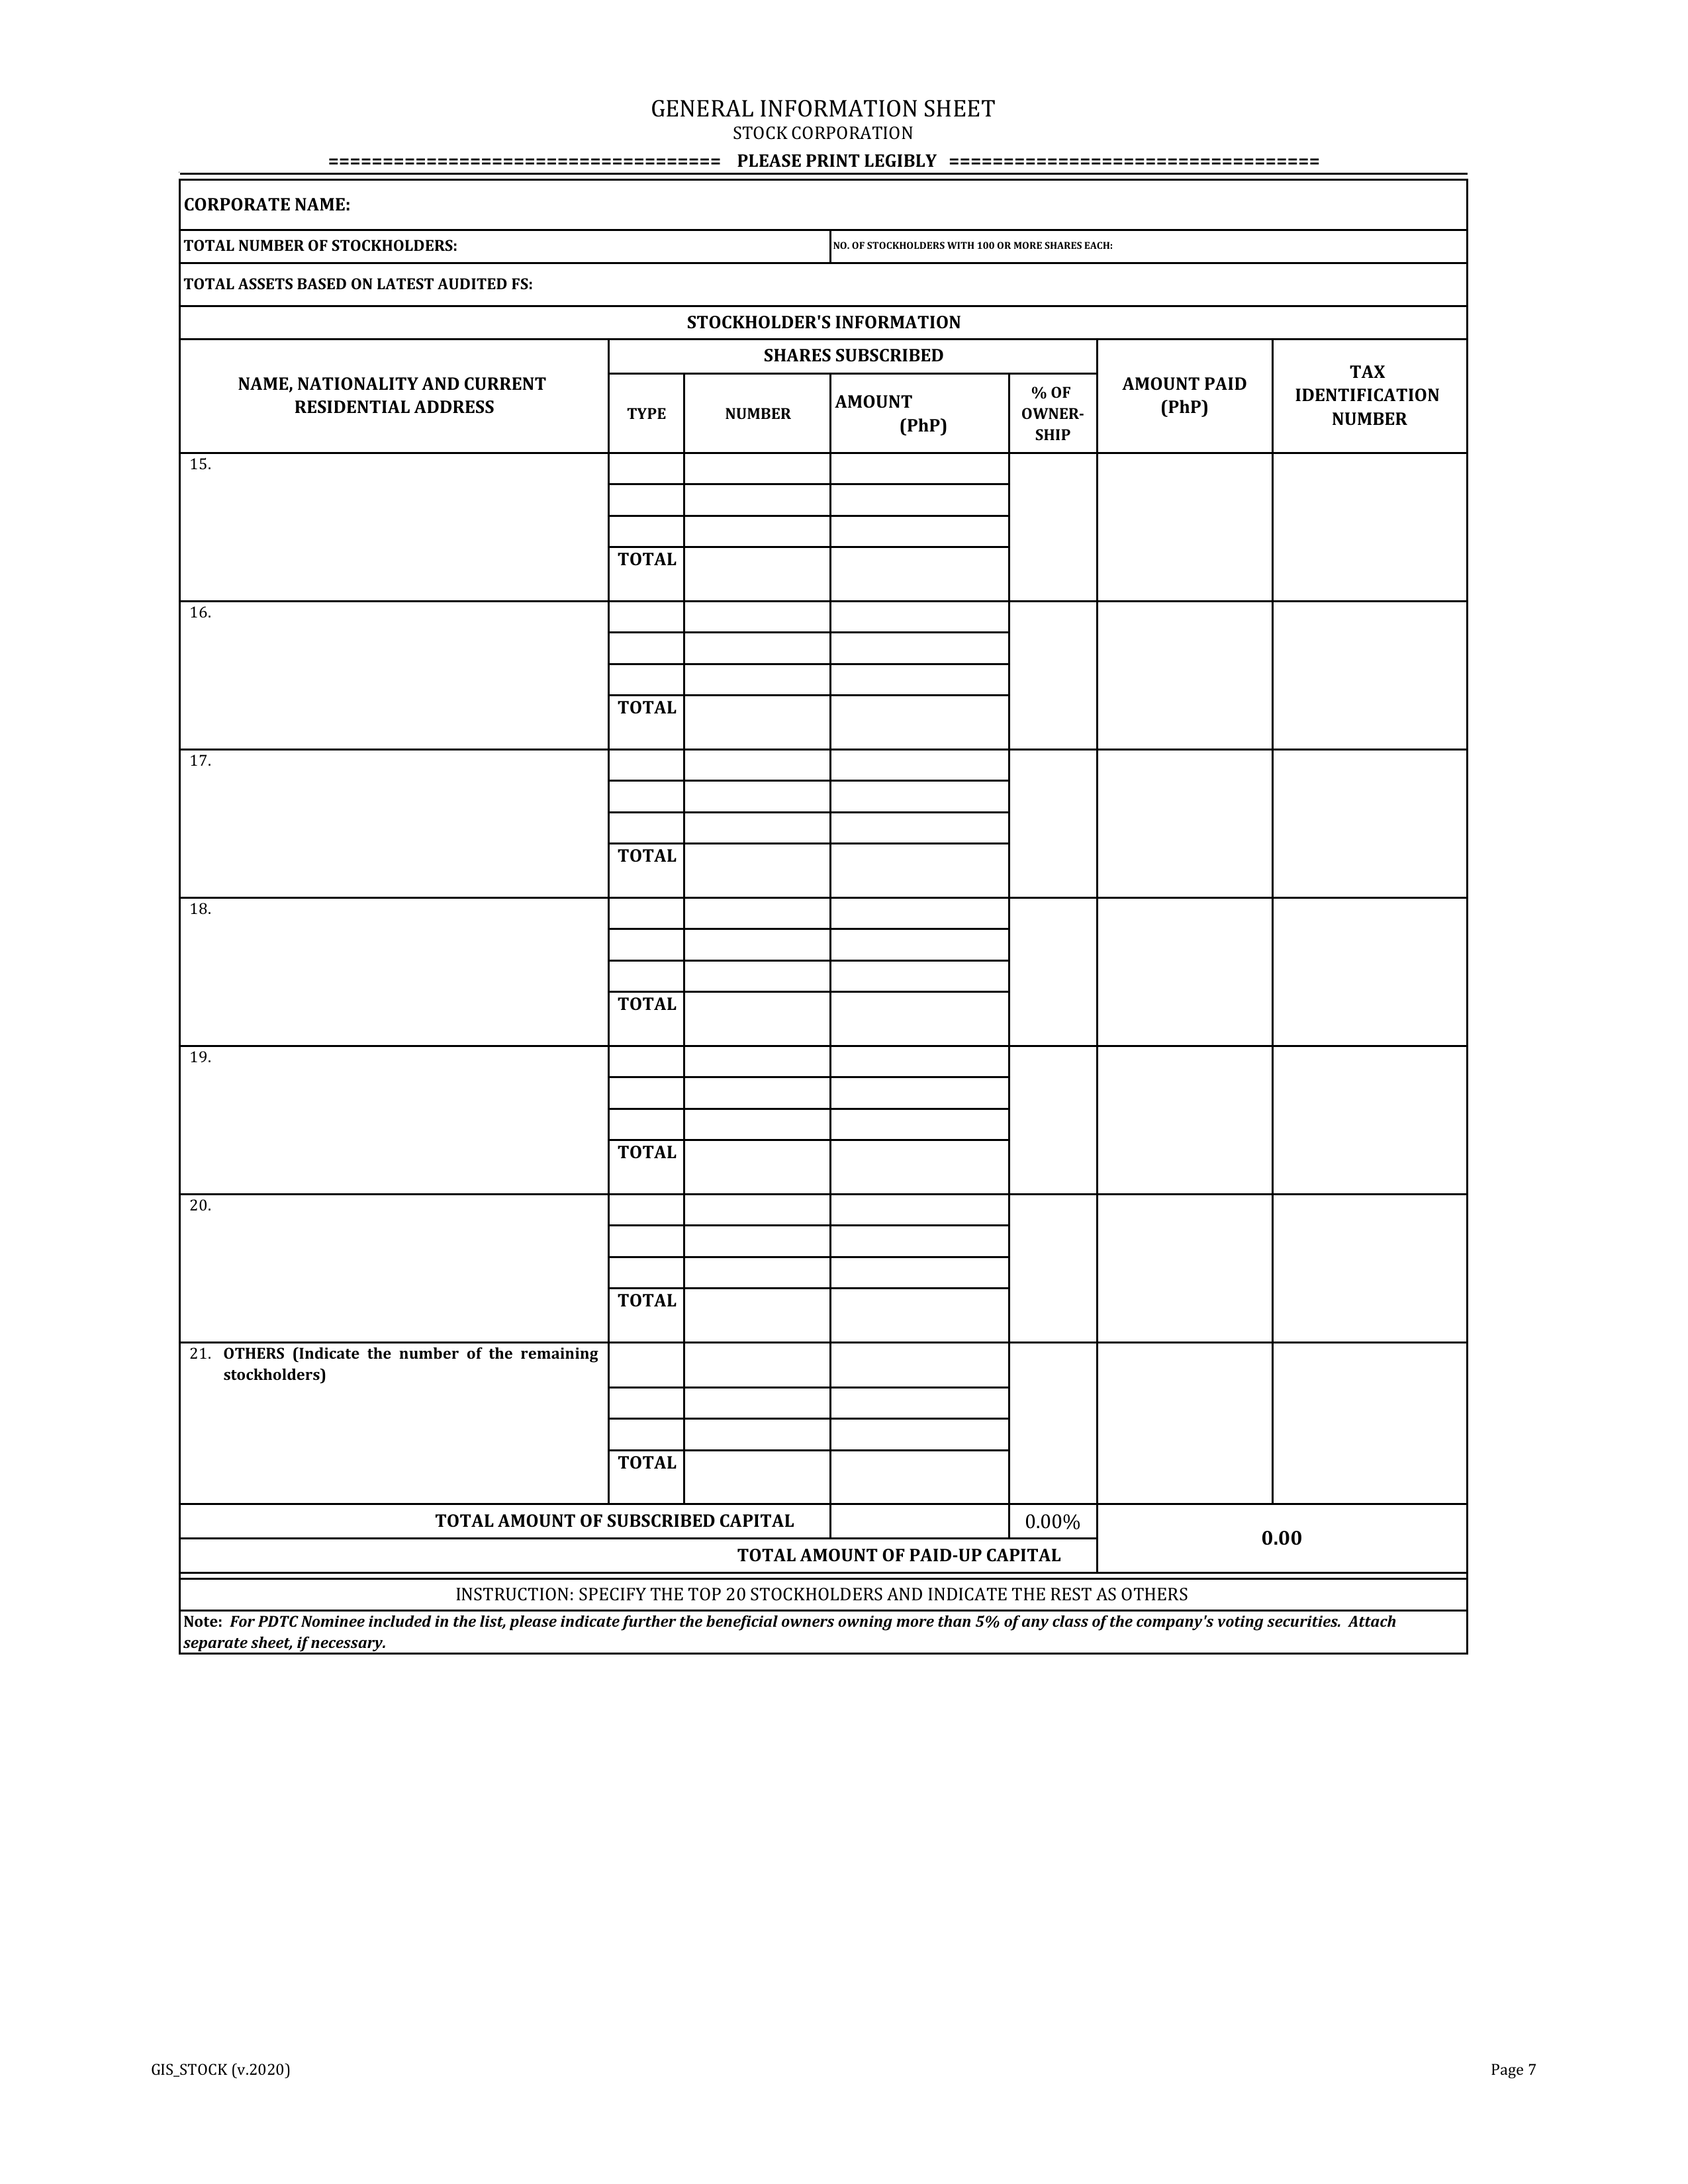 GENERAL INFORMATION SHEET
STOCK CORPORATION
==================================== PLEASE PRINT LEGIBLY ==================================
CORPORATE NAME:
TOTAL NUMBER OF STOCKHOLDERS: NO. OF STOCKHOLDERS WITH 100 OR MORE SHARES EACH:
TOTAL ASSETS BASED ON LATEST AUDITED FS:
STOCKHOLDER'S INFORMATION
NAME, NATIONALITY AND CURRENT
RESIDENTIAL ADDRESS
SHARES SUBSCRIBED
TYPE
NUMBER
AMOUNT
(PhP)
% OF
OWNER-
SHIP
AMOUNT PAID
(PhP)
TAX
IDENTIFICATION
NUMBER
15.
TOTAL
16.
TOTAL
17.
TOTAL
18.
TOTAL
19.
TOTAL
20.
TOTAL
21. OTHERS (Indicate the number of the remaining
stockholders)
TOTAL
TOTAL AMOUNT OF SUBSCRIBED CAPITAL 0.00%
0.00
TOTAL AMOUNT OF PAID-UP CAPITAL
INSTRUCTION: SPECIFY THE TOP 20 STOCKHOLDERS AND INDICATE THE REST AS OTHERS
Note: For PDTC Nominee included in the list, please indicate further the beneficial owners owning more than 5% of any class of the company's voting securities. Attach
separate sheet, if necessary.
GIS_STOCK (v.2020) Page 7